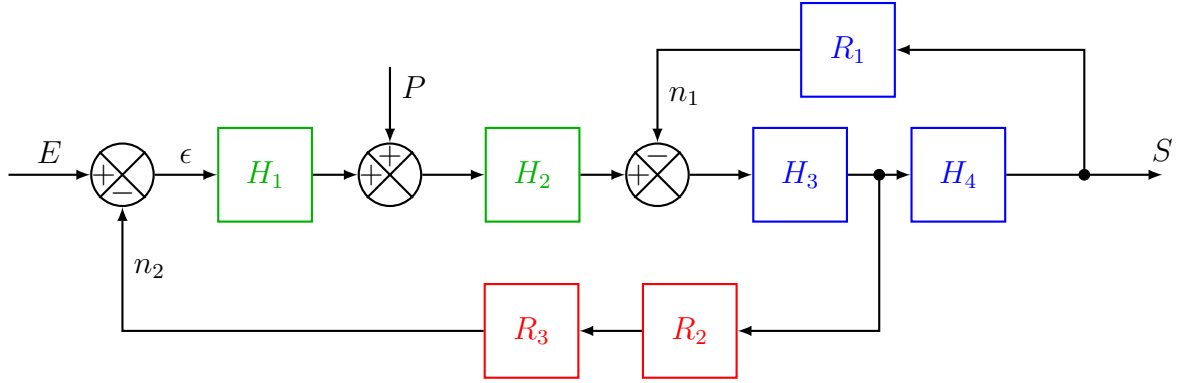 R₁
P
n₁
E
ϵ
+
−
H₁
+
+
H₂
−
+
H₃
H₄
S
n₂
R₃
R₂